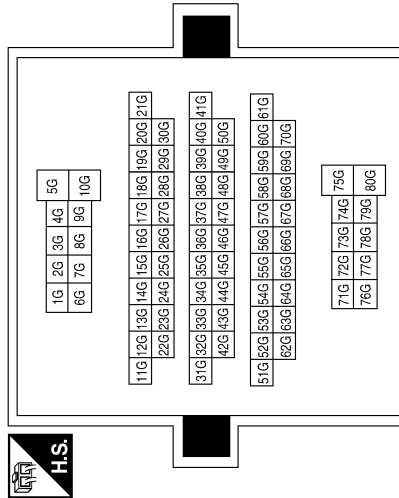 1G 2G 3G 4G 5G
6G 7G 8G 9G 10G
11G 12G 13G 14G 15G 16G 17G 18G 19G 20G 21G
22G 23G 24G 25G 26G 27G 28G 29G 30G
31G 32G 33G 34G 35G 36G 37G 38G 39G 40G 41G
42G 43G 44G 45G 46G 47G 48G 49G 50G
51G 52G 53G 54G 55G 56G 57G 58G 59G 60G 61G
62G 63G 64G 65G 66G 67G 68G 69G 70G
71G 72G 73G 74G 75G
76G 77G 78G 79G 80G
H.S.